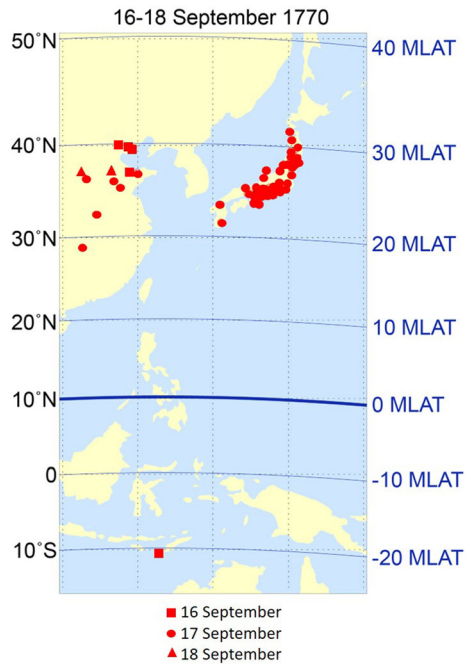 16-18 September 1770
50°N
40 MLAT
40°N
30 MLAT
30°N
20 MLAT
20°N
10 MLAT
10°N
0 MLAT
0
-10 MLAT
10°S
-20 MLAT
16 September
17 September
18 September